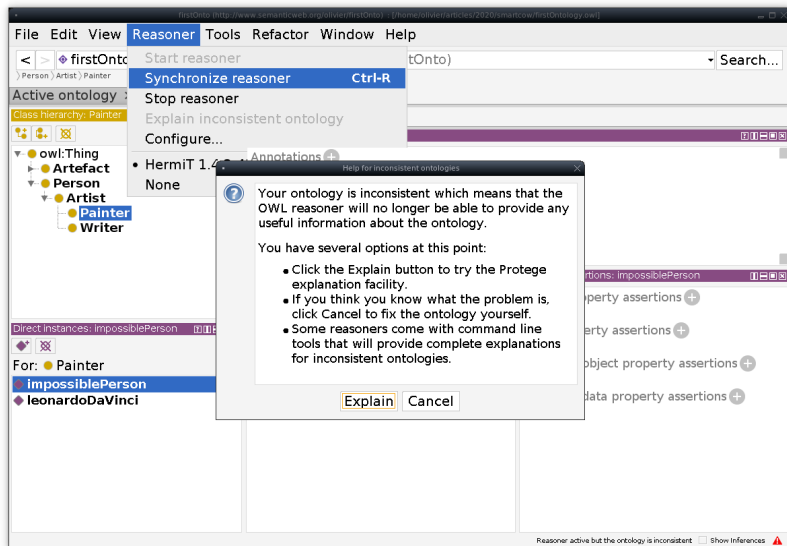 firstOnto (http://www.semanticweb.org/olivier/firstOnto) : [/home/olivier/articles/2020/smartcow/firstOntology.owl]
File Edit View Reasoner Tools Refactor Window Help
< > firstOnto tOnto) Search...
Person Artist Painter
Start reasoner
Synchronize reasoner Ctrl-R
Stop reasoner
Explain inconsistent ontology
Configure...
HermiT 1.4
None
Active ontology
Class hierarchy: Painter
owl:Thing
Artefact
Person
Artist
Painter
Writer
Annotations
Help for inconsistent ontologies
Your ontology is inconsistent which means that the
OWL reasoner will no longer be able to provide any
useful information about the ontology.
You have several options at this point:
Click the Explain button to try the Protege
explanation facility.
If you think you know what the problem is,
click Cancel to fix the ontology yourself.
Some reasoners come with command line
tools that will provide complete explanations
for inconsistent ontologies.
Explain Cancel
Direct instances: impossiblePerson
For: Painter
impossiblePerson
leonardoDaVinci
rtions: impossiblePerson
perty assertions
erty assertions
bject property assertions
data property assertions
Reasoner active but the ontology is inconsistent Show Inferences